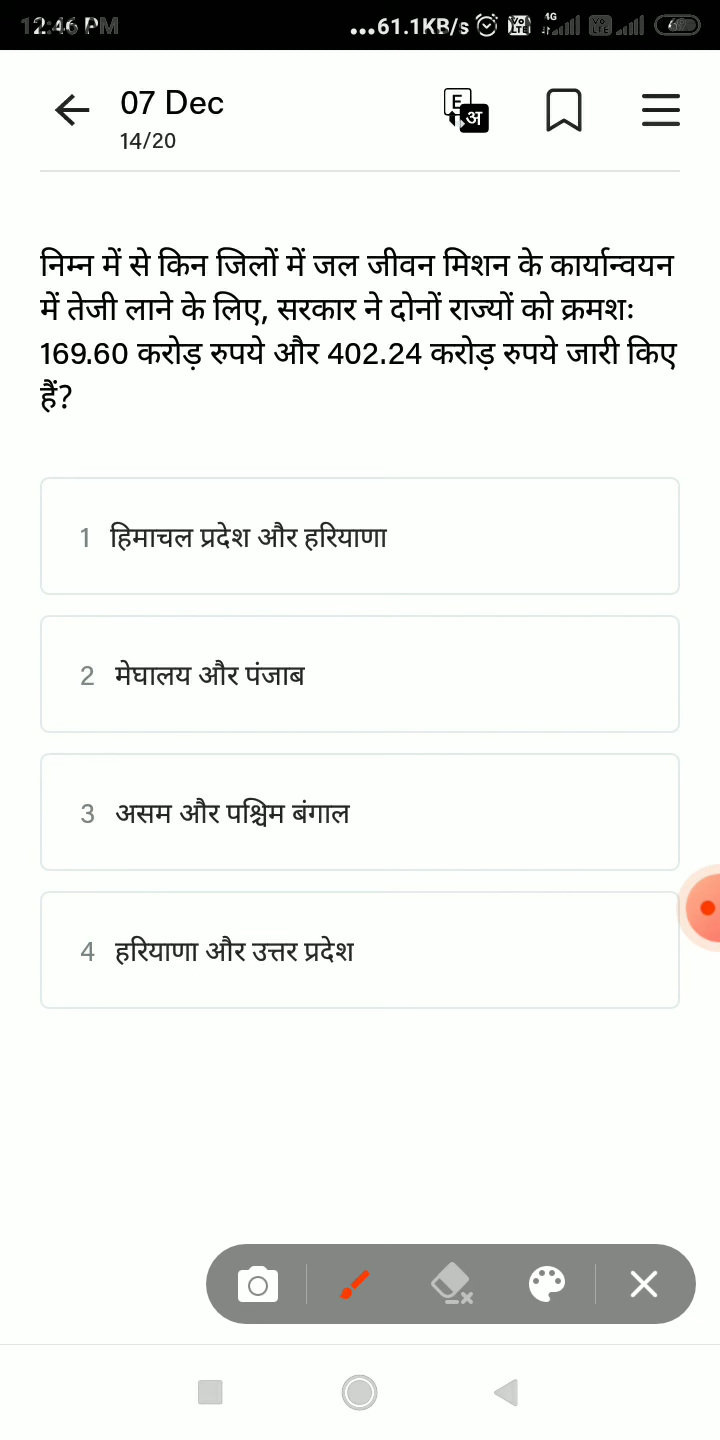 12:46 PM
...61.1KB/s
07 Dec
14/20
निम्न में से किन जिलों में जल जीवन मिशन के कार्यान्वयन
में तेजी लाने के लिए, सरकार ने दोनों राज्यों को क्रमशः
169.60 करोड़ रुपये और 402.24 करोड़ रुपये जारी किए
हैं?
1 हिमाचल प्रदेश और हरियाणा
2 मेघालय और पंजाब
3 असम और पश्चिम बंगाल
4 हरियाणा और उत्तर प्रदेश